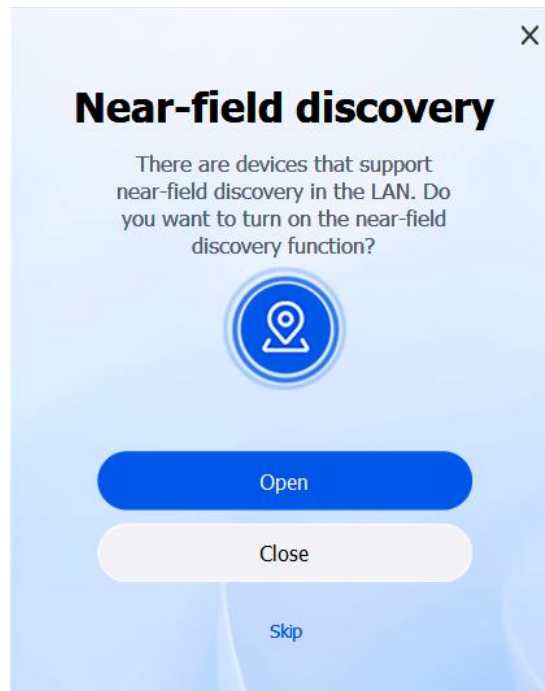 Near-field discovery
There are devices that support
near-field discovery in the LAN. Do
you want to turn on the near-field
discovery function?
Open
Close
Skip